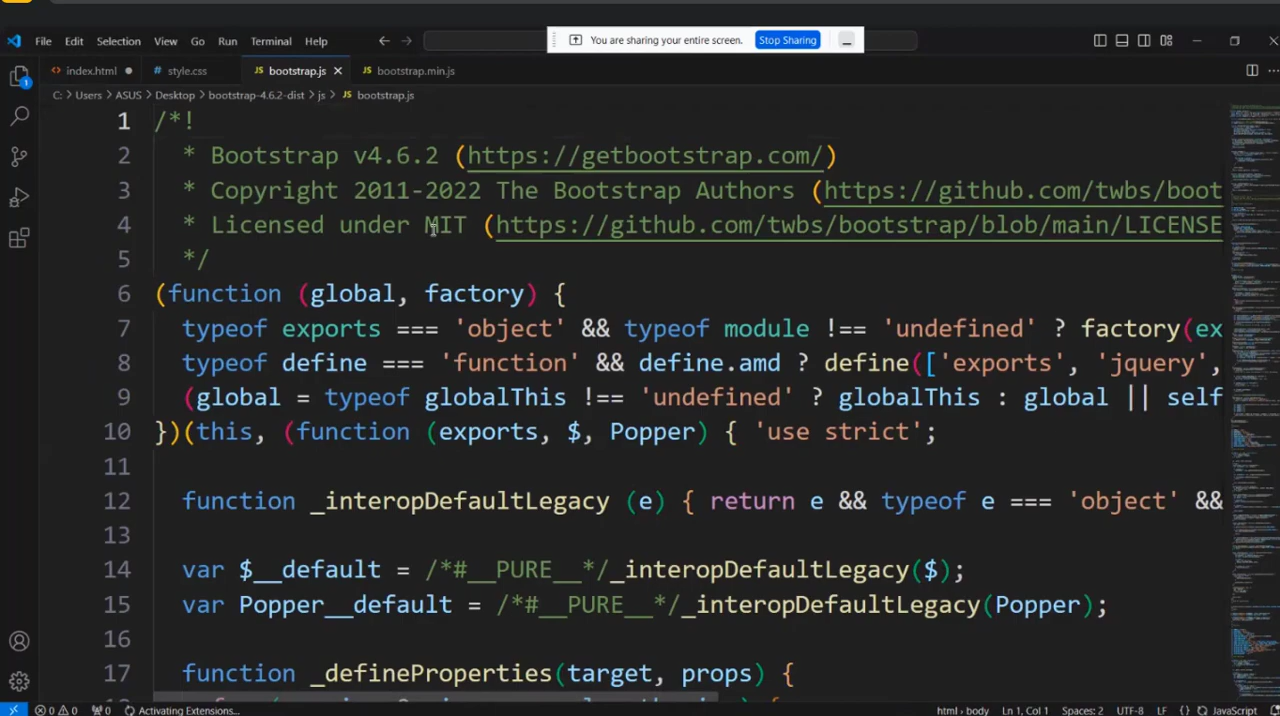 You are sharing your entire screen. Stop Sharing
File Edit Selection View Go Run Terminal Help
index.html style.css JS bootstrap.js JS bootstrap.min.js
C: > Users > ASUS > Desktop > bootstrap-4.6.2-dist > js > JS bootstrap.js
1 /*!
2 * Bootstrap v4.6.2 (https://getbootstrap.com/)
3 * Copyright 2011-2022 The Bootstrap Authors (https://github.com/twbs/boot
4 * Licensed under MIT (https://github.com/twbs/bootstrap/blob/main/LICENSE
5 */
6 (function (global, factory) {
7 typeof exports === 'object' && typeof module !== 'undefined' ? factory(ex
8 typeof define === 'function' && define.amd ? define(['exports', 'jquery',
9 (global = typeof globalThis !== 'undefined' ? globalThis : global || self
10 })(this, (function (exports, $, Popper) { 'use strict';
11
12 function _interopDefaultLegacy (e) { return e && typeof e === 'object' &&
13
14 var $__default = /*#__PURE__*/_interopDefaultLegacy($);
15 var Popper__default = /*#__PURE__*/_interopDefaultLegacy(Popper);
16
17 function _defineProperties(target, props) {
0 0 0 Activating Extensions... html > body Ln 1, Col 1 Spaces: 2 UTF-8 LF {} JavaScript